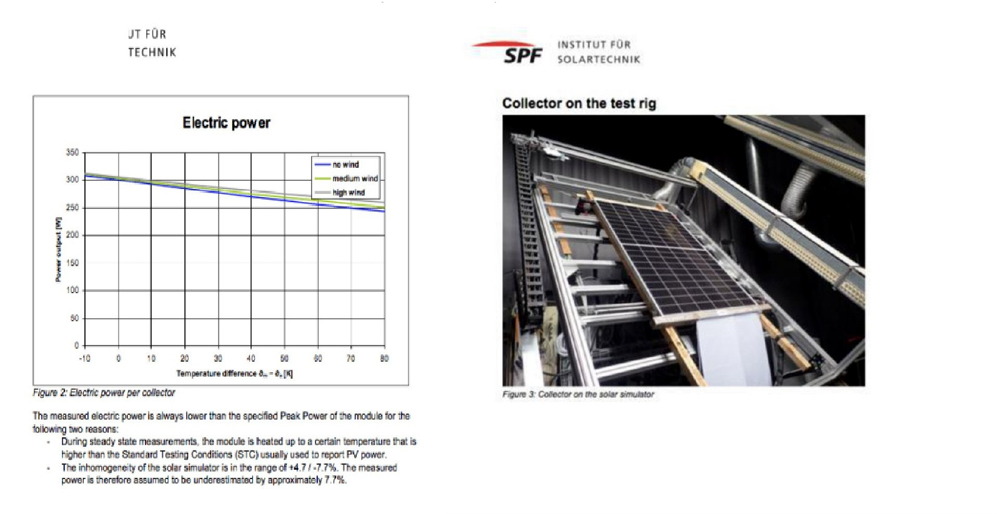 UT FÜR
TECHNIK
Electric power
350
300
250
200
150
100
50
0
-10 0 10 20 30 40 50 60 70 80
Power output [W]
no wind
medium wind
high wind
Temperature difference ϑₘ – ϑₐ [K]
Figure 2: Electric power per collector
The measured electric power is always lower than the specified Peak Power of the module for the
following two reasons:
- During steady state measurements, the module is heated up to a certain temperature that is
higher than the Standard Testing Conditions (STC) usually used to report PV power.
- The inhomogeneity of the solar simulator is in the range of +4.7 / -7.7%. The measured
power is therefore assumed to be underestimated by approximately 7.7%.
SPF
INSTITUT FÜR
SOLARTECHNIK
Collector on the test rig
Figure 3: Collector on the solar simulator